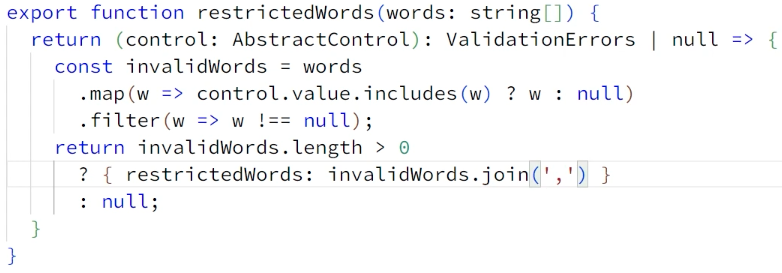 export function restrictedWords(words: string[]) {
  return (control: AbstractControl): ValidationErrors | null => {
    const invalidWords = words
      .map(w => control.value.includes(w) ? w : null)
      .filter(w => w !== null);
    return invalidWords.length > 0
      ? { restrictedWords: invalidWords.join(',') }
      : null;
  }
}